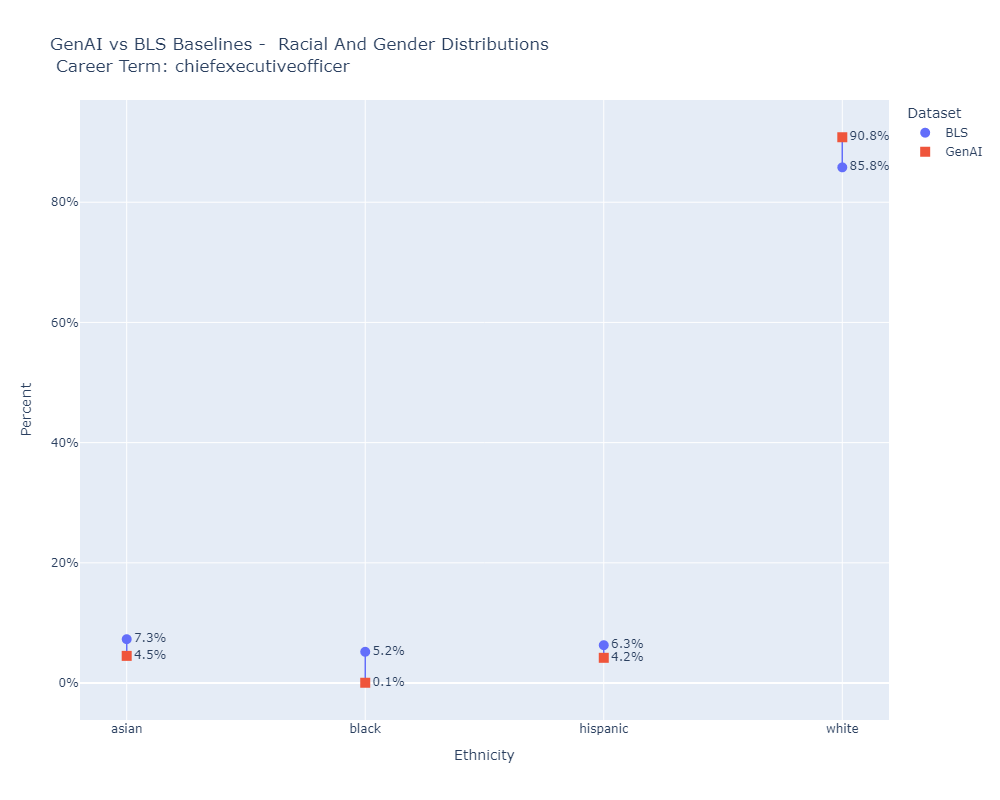 GenAI vs BLS Baselines -  Racial And Gender Distributions
Career Term: chiefexecutiveofficer
Dataset
BLS
GenAI
90.8%
85.8%
80%
60%
40%
20%
0%
Percent
7.3%
4.5%
5.2%
0.1%
6.3%
4.2%
asian
black
hispanic
white
Ethnicity